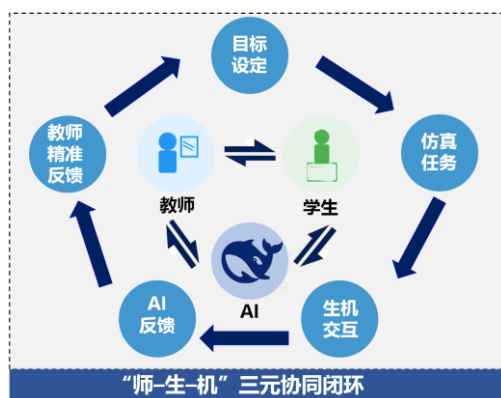 目标
设定
教师
精准
反馈
仿真
任务
教师
学生
AI
AI
反馈
生机
交互
“师–生–机”三元协同闭环